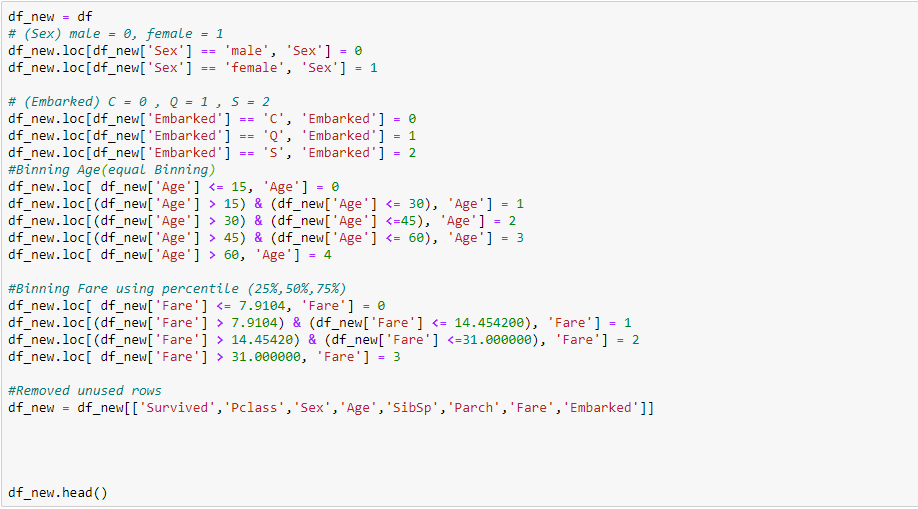 df_new = df
# (Sex) male = 0, female = 1
df_new.loc[df_new['Sex'] == 'male', 'Sex'] = 0
df_new.loc[df_new['Sex'] == 'female', 'Sex'] = 1
# (Embarked) C = 0 , Q = 1 , S = 2
df_new.loc[df_new['Embarked'] == 'C', 'Embarked'] = 0
df_new.loc[df_new['Embarked'] == 'Q', 'Embarked'] = 1
df_new.loc[df_new['Embarked'] == 'S', 'Embarked'] = 2
#Binning Age(equal Binning)
df_new.loc[ df_new['Age'] <= 15, 'Age'] = 0
df_new.loc[(df_new['Age'] > 15) & (df_new['Age'] <= 30), 'Age'] = 1
df_new.loc[(df_new['Age'] > 30) & (df_new['Age'] <=45), 'Age'] = 2
df_new.loc[(df_new['Age'] > 45) & (df_new['Age'] <= 60), 'Age'] = 3
df_new.loc[ df_new['Age'] > 60, 'Age'] = 4
#Binning Fare using percentile (25%,50%,75%)
df_new.loc[ df_new['Fare'] <= 7.9104, 'Fare'] = 0
df_new.loc[(df_new['Fare'] > 7.9104) & (df_new['Fare'] <= 14.454200), 'Fare'] = 1
df_new.loc[(df_new['Fare'] > 14.45420) & (df_new['Fare'] <=31.000000), 'Fare'] = 2
df_new.loc[ df_new['Fare'] > 31.000000, 'Fare'] = 3
#Removed unused rows
df_new = df_new[['Survived','Pclass','Sex','Age','SibSp','Parch','Fare','Embarked']]
df_new.head()